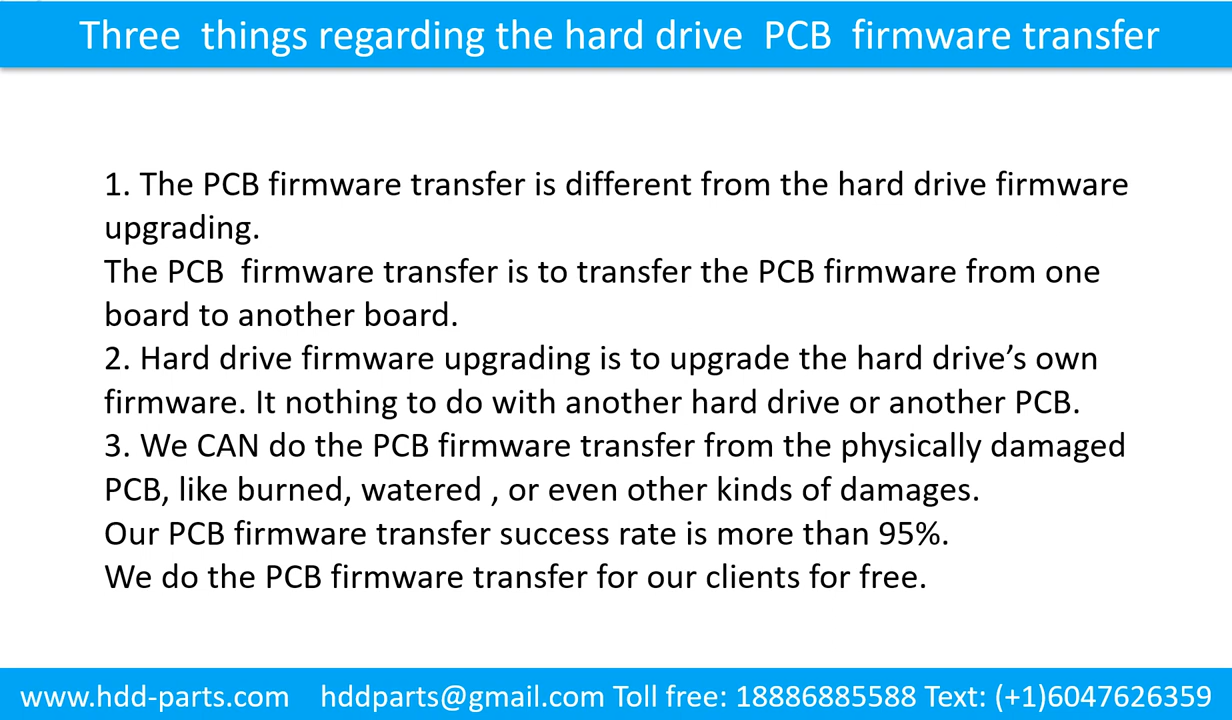 Three  things regarding the hard drive  PCB  firmware transfer
1. The PCB firmware transfer is different from the hard drive firmware
upgrading.
The PCB  firmware transfer is to transfer the PCB firmware from one
board to another board.
2. Hard drive firmware upgrading is to upgrade the hard drive’s own
firmware. It nothing to do with another hard drive or another PCB.
3. We CAN do the PCB firmware transfer from the physically damaged
PCB, like burned, watered , or even other kinds of damages.
Our PCB firmware transfer success rate is more than 95%.
We do the PCB firmware transfer for our clients for free.
www.hdd-parts.com    hddparts@gmail.com Toll free: 18886885588 Text: (+1)6047626359